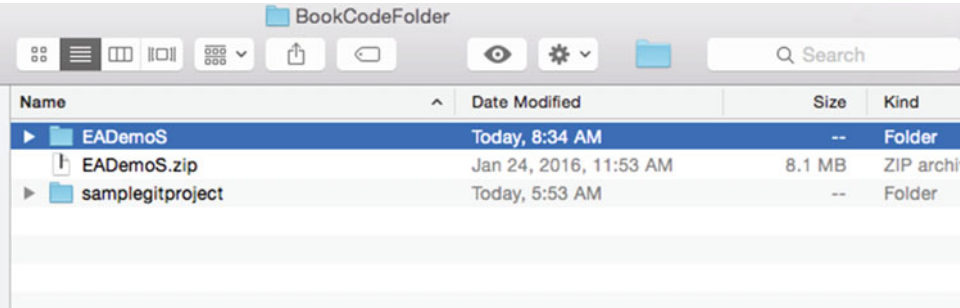 BookCodeFolder
Search
Name Date Modified Size Kind
EADemoS Today, 8:34 AM -- Folder
EADemoS.zip Jan 24, 2016, 11:53 AM 8.1 MB ZIP archi
samplegitproject Today, 5:53 AM -- Folder